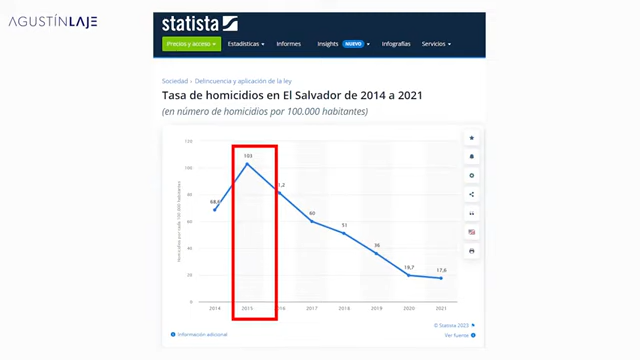 AGUSTÍNLAJE
statista
Precios y acceso Estadísticas Informes Insights NUEVO Infografías Servicios
Sociedad › Delincuencia y aplicación de la ley
Tasa de homicidios en El Salvador de 2014 a 2021
(en número de homicidios por 100.000 habitantes)
120
100
80
60
40
20
0
68,6
103
1,2
60
51
36
19,7
17,6
2014 2015 2016 2017 2018 2019 2020 2021
© Statista 2023
Información adicional
Ver fuente